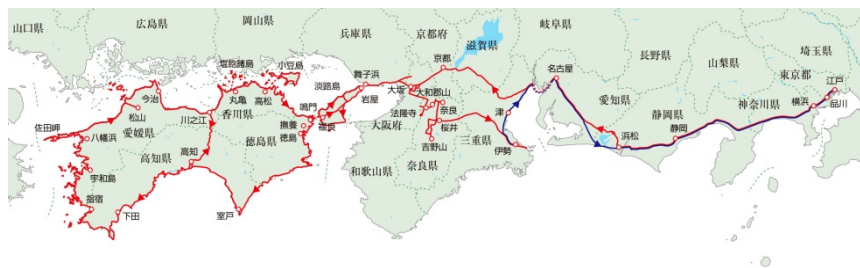 山口県
広島県
岡山県
兵庫県
京都府
滋賀県
岐阜県
長野県
山梨県
埼玉県
東京都
神奈川県
静岡県
愛知県
三重県
奈良県
和歌山県
大阪府
徳島県
香川県
高知県
愛媛県
塩飽諸島
小豆島
淡路島
舞子浜
岩屋
京都
大坂
大和郡山
奈良
法隆寺
桜井
吉野山
津
伊勢
名古屋
浜松
静岡
横浜
江戸
品川
今治
松山
佐田岬
八幡浜
宇和島
指宿
下田
高知
室戸
川之江
丸亀
高松
鳴門
撫養
徳島
福良